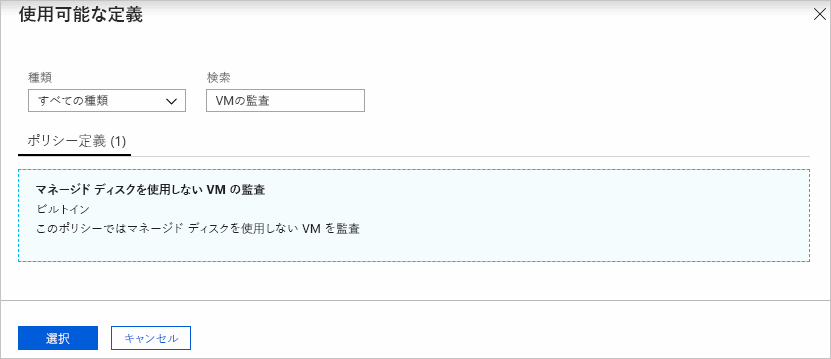 使用可能な定義
種類
検索
すべての種類
VMの監査
ポリシー定義 (1)
マネージド ディスクを使用しない VM の監査
ビルトイン
このポリシーではマネージド ディスクを使用しない VM を監査
選択
キャンセル